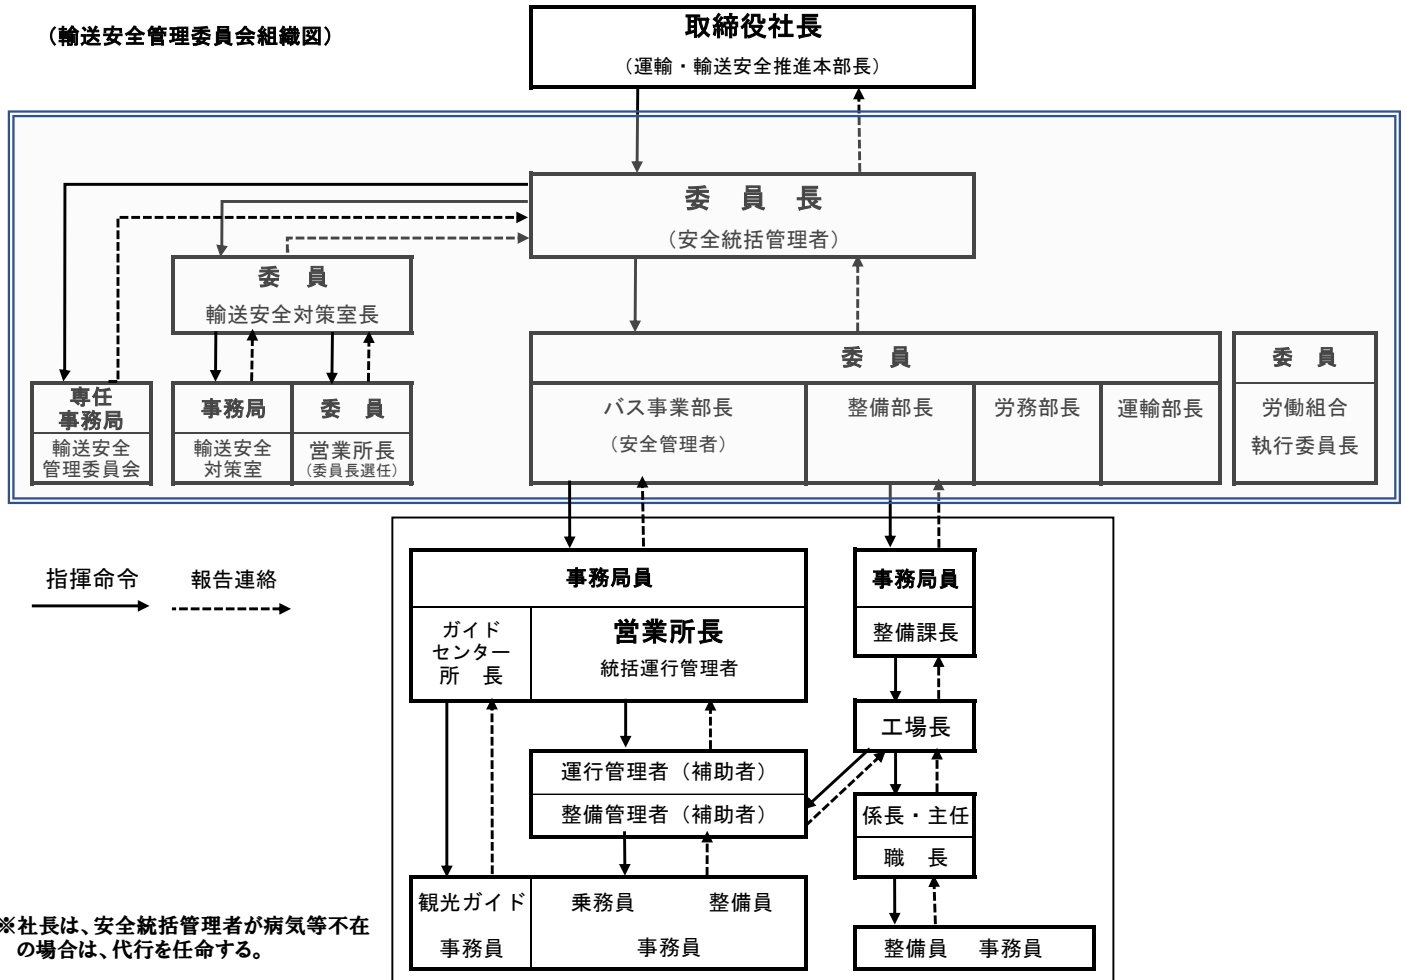 （輸送安全管理委員会組織図）
取締役社長
（運輸・輸送安全推進本部長）
委　員　長
（安全統括管理者）
委　員
輸送安全対策室長
専任
事務局
輸送安全
管理委員会
事務局
輸送安全
対策室
委　員
営業所長
（委員長選任）
委　員
バス事業部長
（安全管理者）
整備部長
労務部長
運輸部長
委　員
労働組合
執行委員長
指揮命令
報告連絡
事務局員
ガイド
センター
所　長
営業所長
統括運行管理者
事務局員
整備課長
工場長
運行管理者（補助者）
整備管理者（補助者）
係長・主任
職　長
観光ガイド
事務員
乗務員　整備員
事務員
整備員　事務員
※社長は、安全統括管理者が病気等不在
の場合は、代行を任命する。